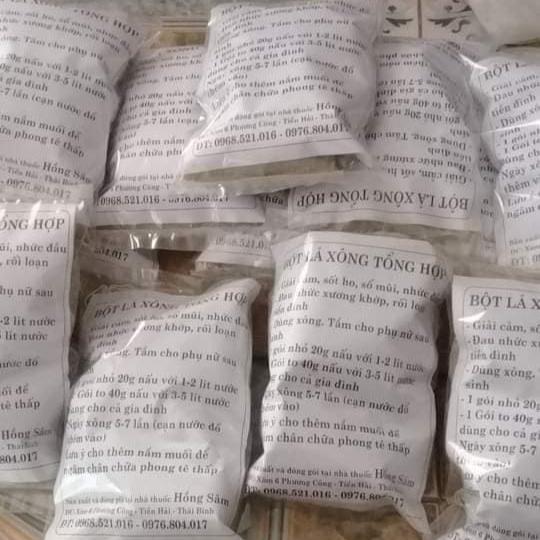 BỘT LÁ XÔNG TỔNG HỢP
Giải cảm, sốt ho, sổ mũi, nhức đầu
- Đau nhức xương khớp, rối loạn
tiền đình
- Dùng xông. Tắm cho phụ nữ sau
sinh
- 1 gói nhỏ 20g nấu với 1-2 lít nước
- 1 Gói to 40g nấu với 3-5 lít nước
dùng cho cả gia đình
Ngày xông 5-7 lần (cạn nước đổ
thêm vào)
Lưu ý cho thêm nắm muối để
ngâm chân chữa phong tê thấp
Sản xuất và đóng gói tại nhà thuốc Hồng Sâm
ĐC: Xóm 6 Phương Công - Tiền Hải - Thái Bình
ĐT: 0968.521.016 - 0976.804.017